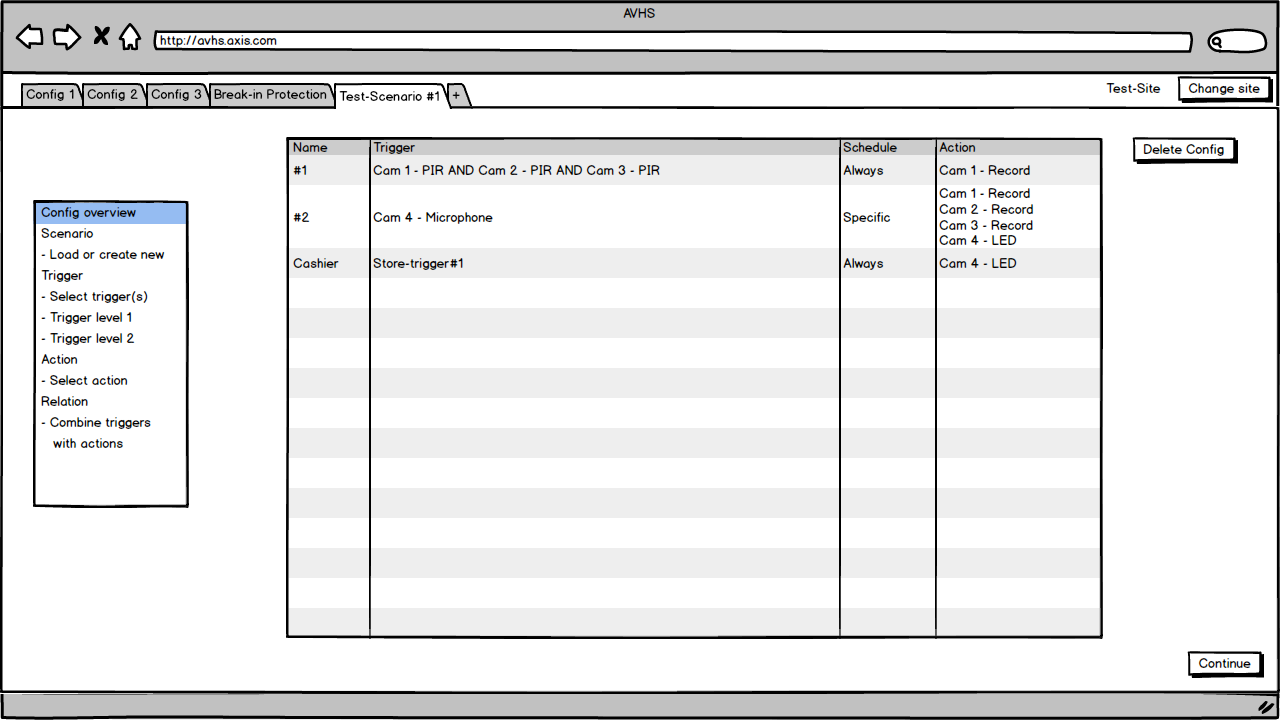 AVHS
http://avhs.axis.com
Config 1 Config 2 Config 3 Break-in Protection Test-Scenario #1 + Test-Site Change site
Delete Config
Config overview
Scenario
- Load or create new
Trigger
- Select trigger(s)
- Trigger level 1
- Trigger level 2
Action
- Select action
Relation
- Combine triggers
with actions
Name Trigger Schedule Action
#1 Cam 1 - PIR AND Cam 2 - PIR AND Cam 3 - PIR Always Cam 1 - Record
#2 Cam 4 - Microphone Specific Cam 1 - Record
Cam 2 - Record
Cam 3 - Record
Cam 4 - LED
Cashier Store-trigger#1 Always Cam 4 - LED
Continue